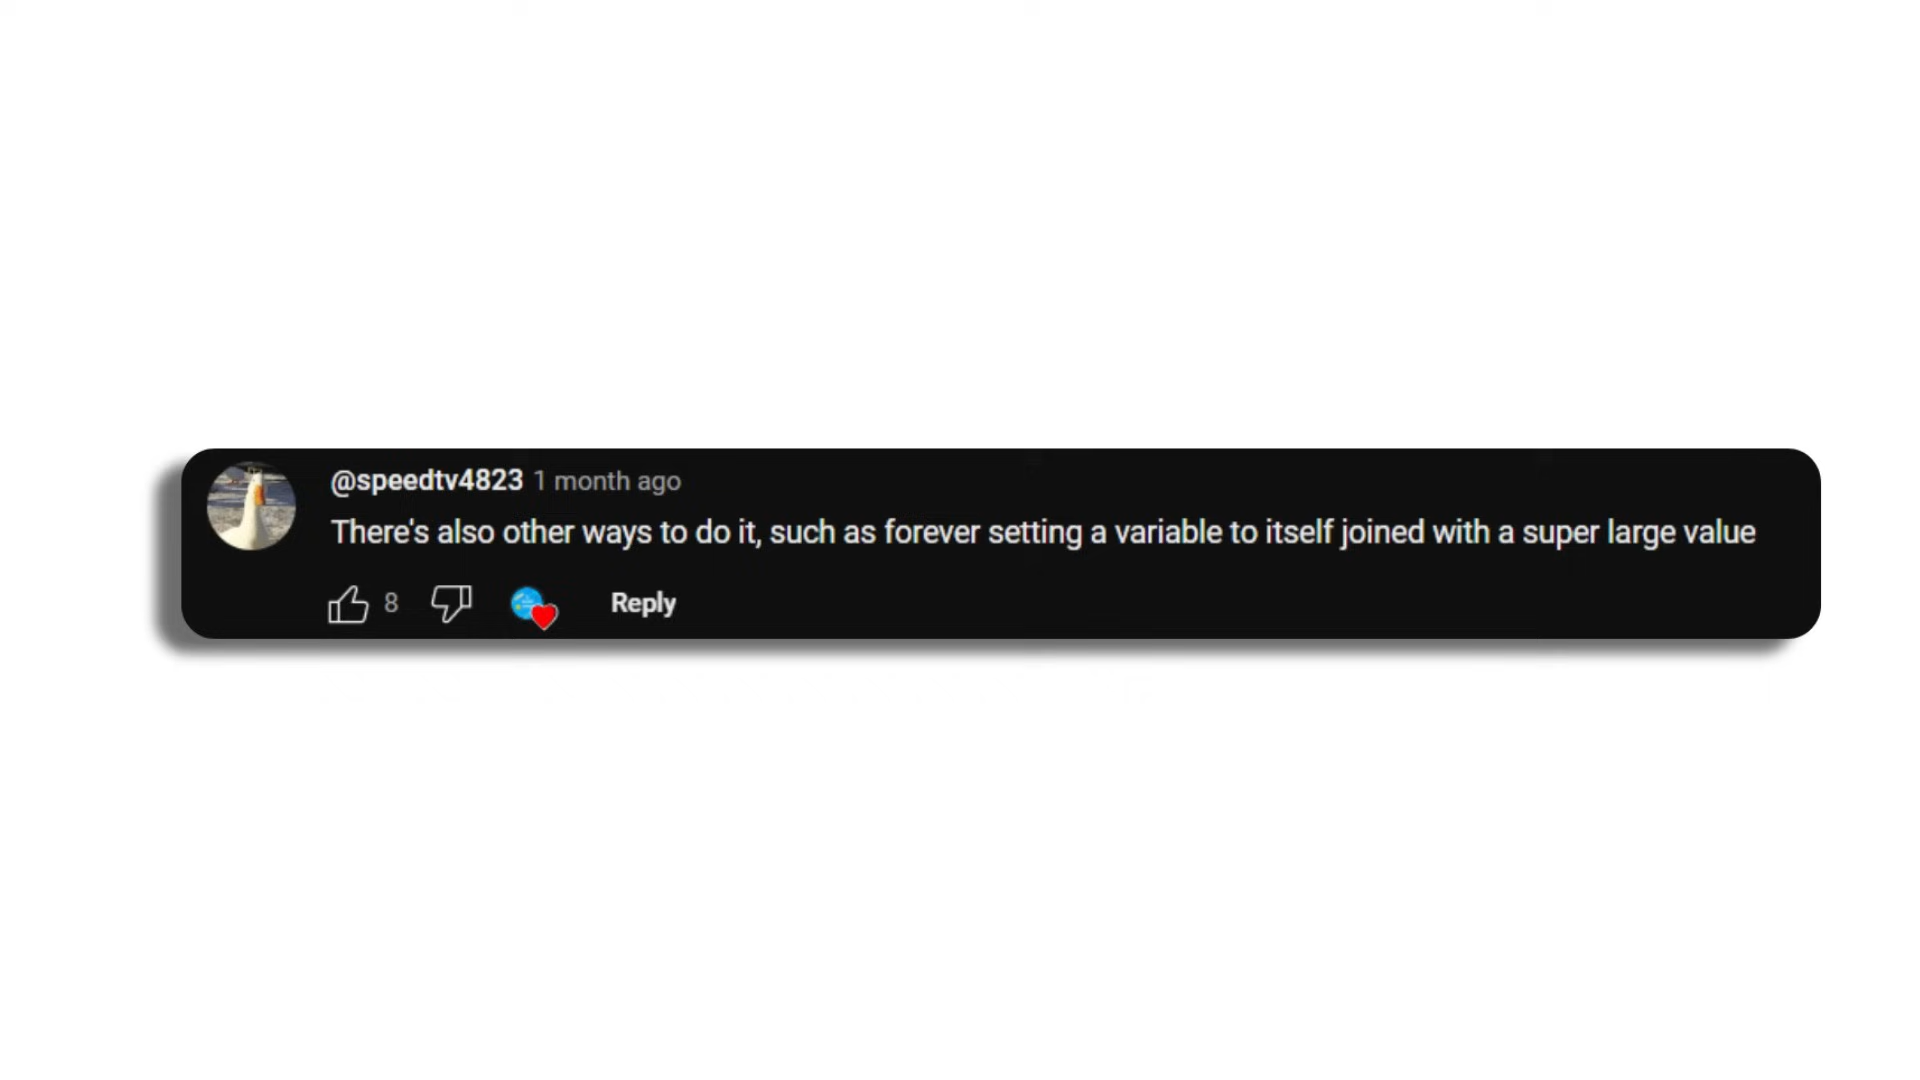 @speedtv4823 1 month ago
There's also other ways to do it, such as forever setting a variable to itself joined with a super large value
8 Reply